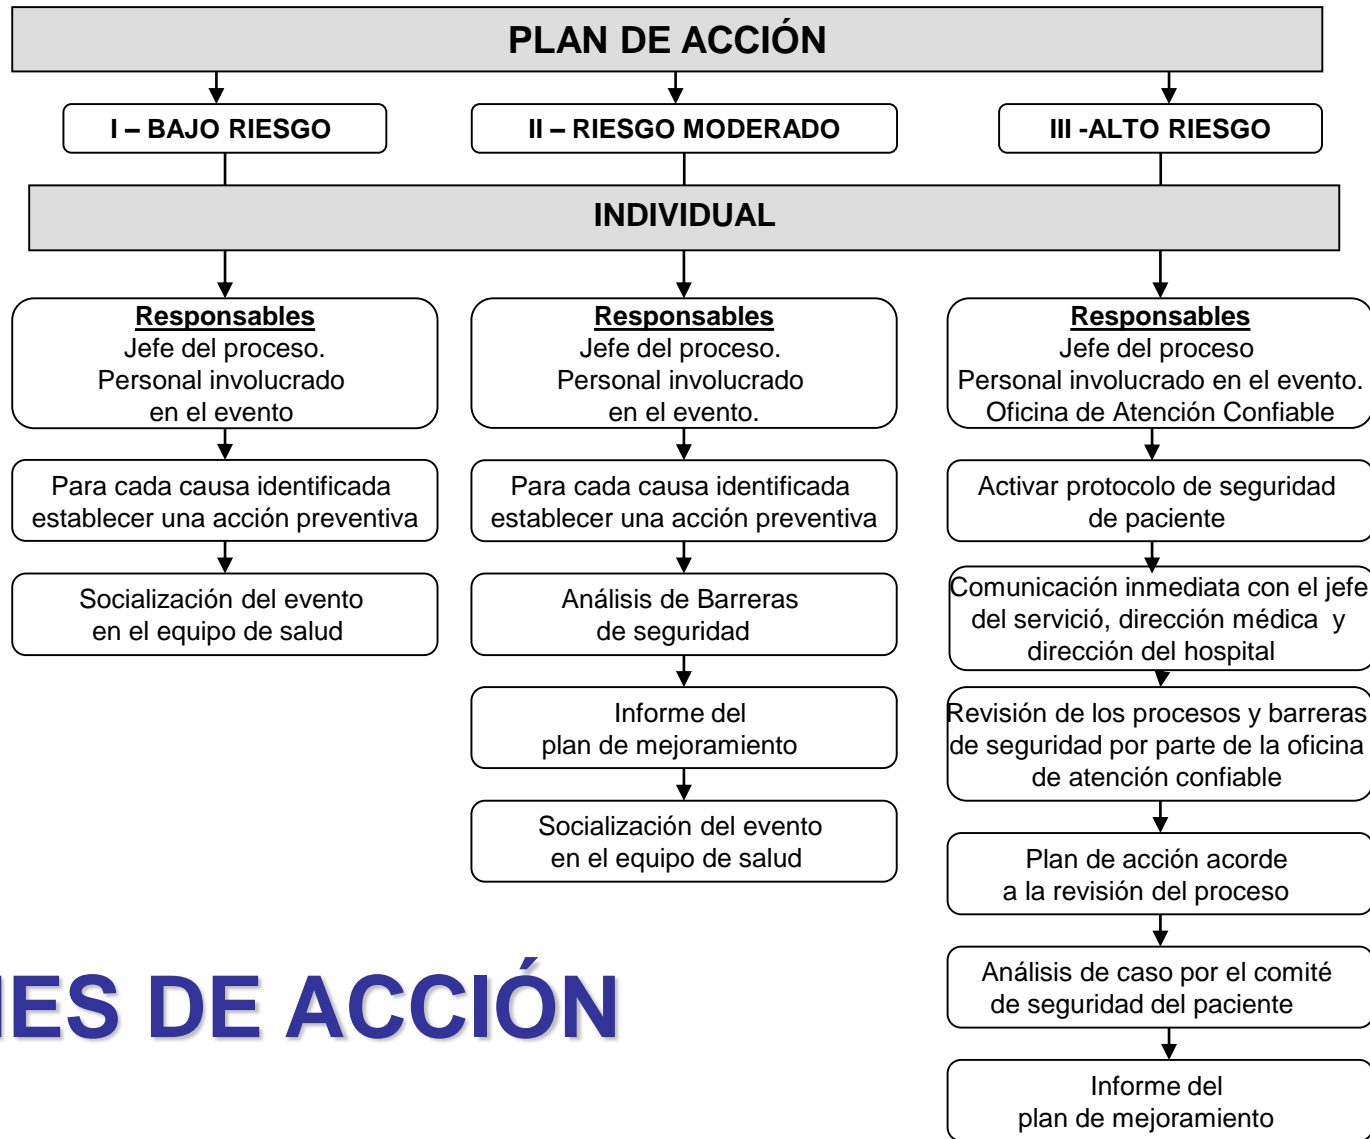 PLAN DE ACCIÓN
I – BAJO RIESGO
II – RIESGO MODERADO
III -ALTO RIESGO
INDIVIDUAL
Responsables
Jefe del proceso.
Personal involucrado
en el evento
Para cada causa identificada
establecer una acción preventiva
Socialización del evento
en el equipo de salud
Responsables
Jefe del proceso.
Personal involucrado
en el evento.
Para cada causa identificada
establecer una acción preventiva
Análisis de Barreras
de seguridad
Informe del
plan de mejoramiento
Socialización del evento
en el equipo de salud
Responsables
Jefe del proceso
Personal involucrado en el evento.
Oficina de Atención Confiable
Activar protocolo de seguridad
de paciente
Comunicación inmediata con el jefe
del servició, dirección médica y
dirección del hospital
Revisión de los procesos y barreras
de seguridad por parte de la oficina
de atención confiable
Plan de acción acorde
a la revisión del proceso
Análisis de caso por el comité
de seguridad del paciente
Informe del
plan de mejoramiento
DE ACCIÓN